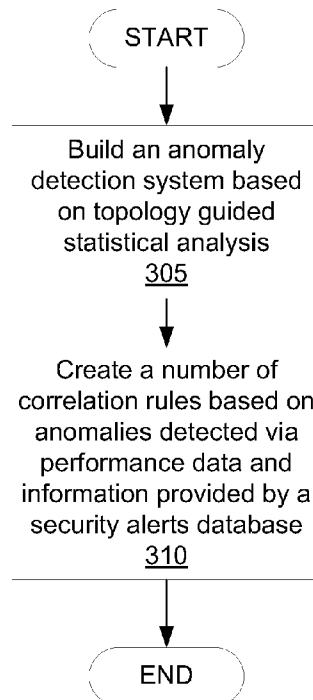 START
Build an anomaly
detection system based
on topology guided
statistical analysis
305
Create a number of
correlation rules based on
anomalies detected via
performance data and
information provided by a
security alerts database
310
END